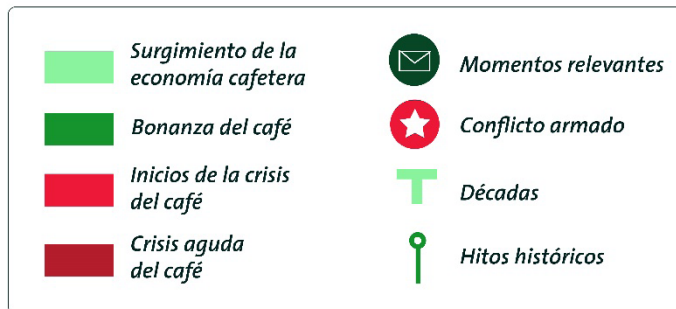 Surgimiento de la
economía cafetera
Bonanza del café
Inicios de la crisis
del café
Crisis aguda
del café
Momentos relevantes
Conflicto armado
Décadas
Hitos históricos